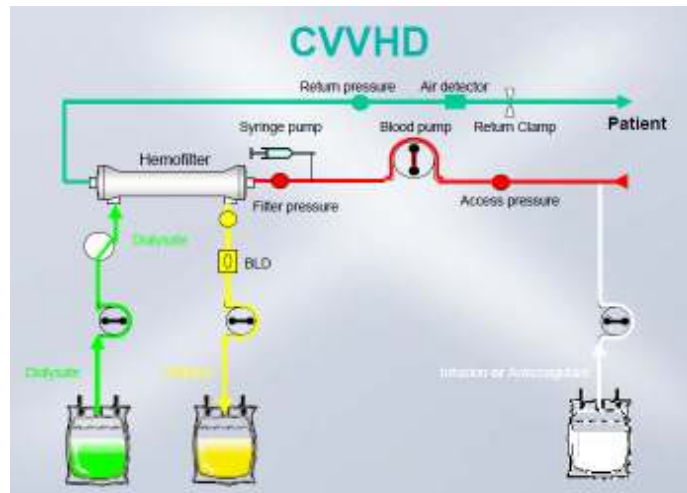 CVVHD
Return pressure
Air detector
Syringe pump
Blood pump
Return Clamp
Patient
Hemofilter
Filter pressure
Access pressure
Dialysate
BLD
Dialysate
Effluent
Infusion or Anticoagulant